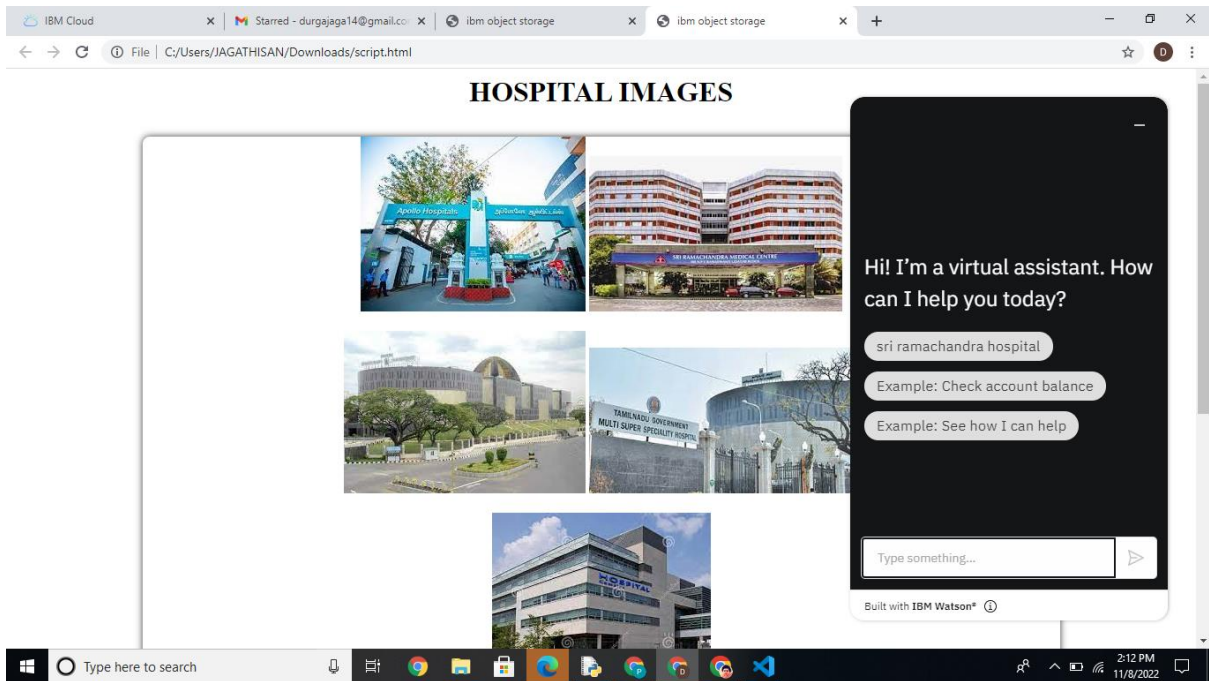 IBM Cloud
Starred - durgajaga14@gmail.co
ibm object storage
ibm object storage
File
C:/Users/JAGATHISAN/Downloads/script.html
D
HOSPITAL IMAGES
Apollo Hospitals
SRI RAMACHANDRA MEDICAL CENTRE
TAMILNADU GOVERNMENT
MULTI SUPER SPECIALITY HOSPITAL
HOSPITAL
Hi! I’m a virtual assistant. How
can I help you today?
sri ramachandra hospital
Example: Check account balance
Example: See how I can help
Type something...
Built with IBM Watson®
Type here to search
2:12 PM
11/8/2022